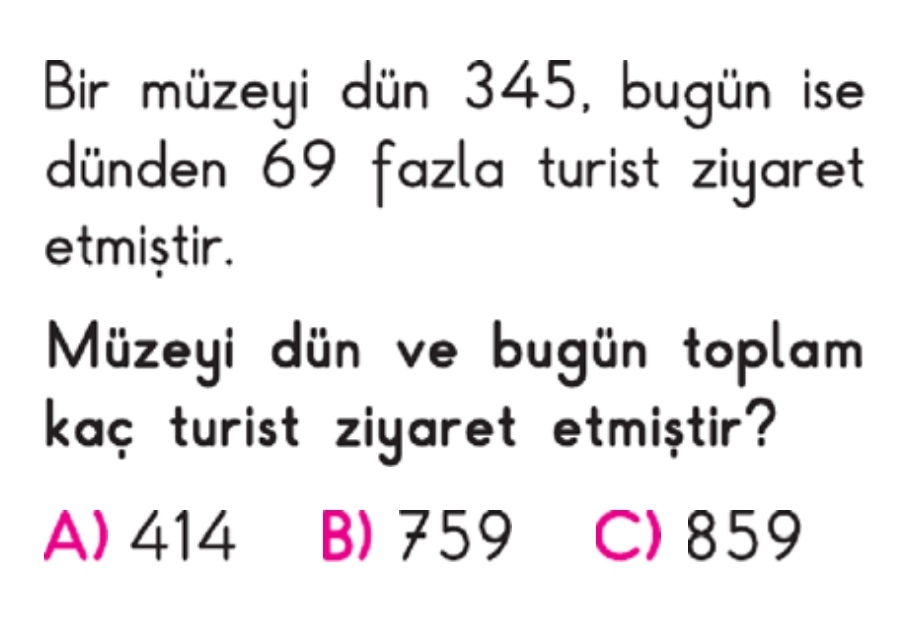 Bir müzeyi dün 345, bugün ise
dünden 69 fazla turist ziyaret
etmiştir.
Müzeyi dün ve bugün toplam
kaç turist ziyaret etmiştir?
A) 414 B) 759 C) 859